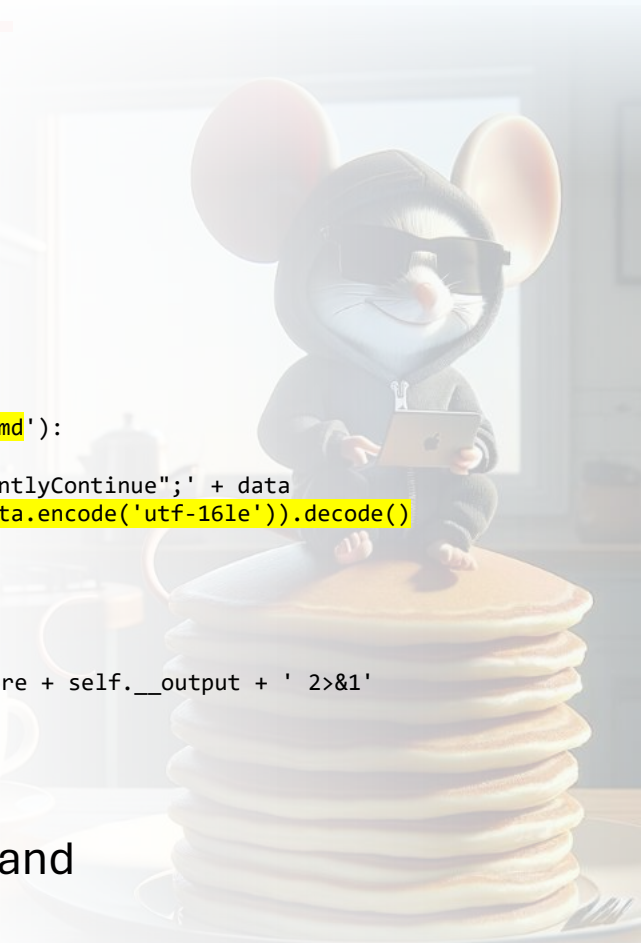 md'):
ntlyContinue";' + data
ta.encode('utf-16le')).decode()
re + self.__output + ' 2>&1'
and